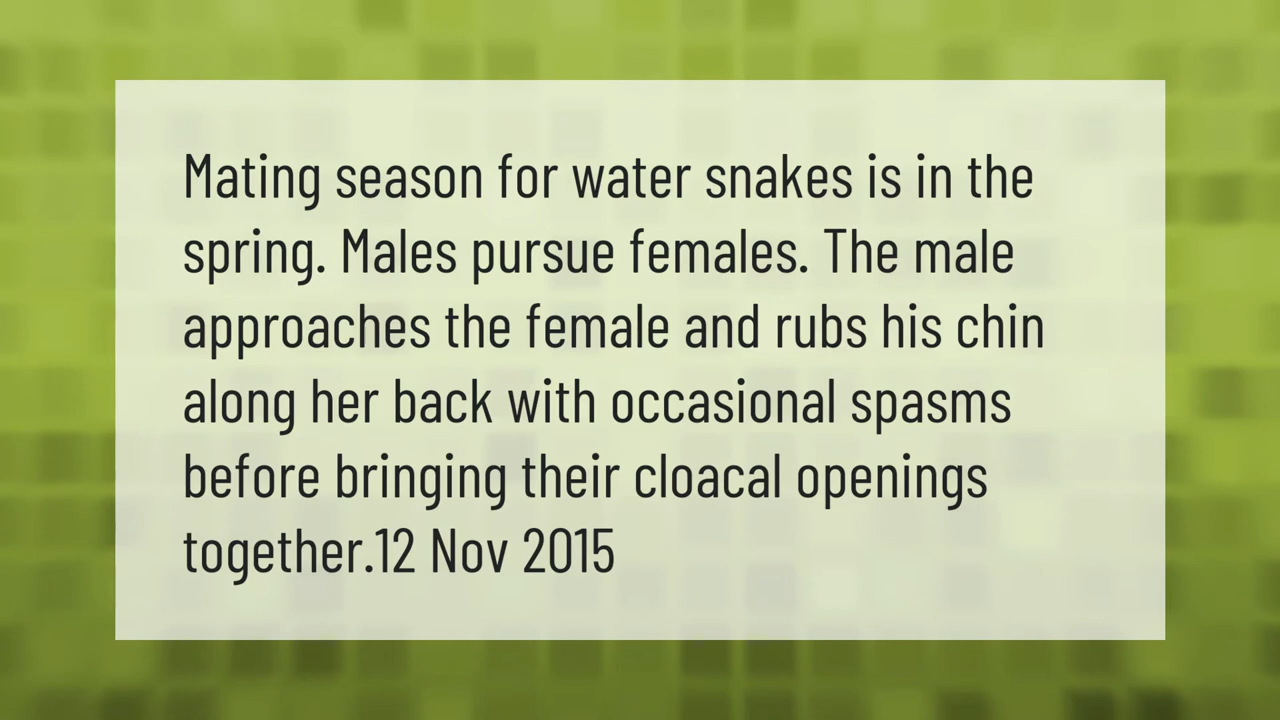 Mating season for water snakes is in the
spring. Males pursue females. The male
approaches the female and rubs his chin
along her back with occasional spasms
before bringing their cloacal openings
together.12 Nov 2015